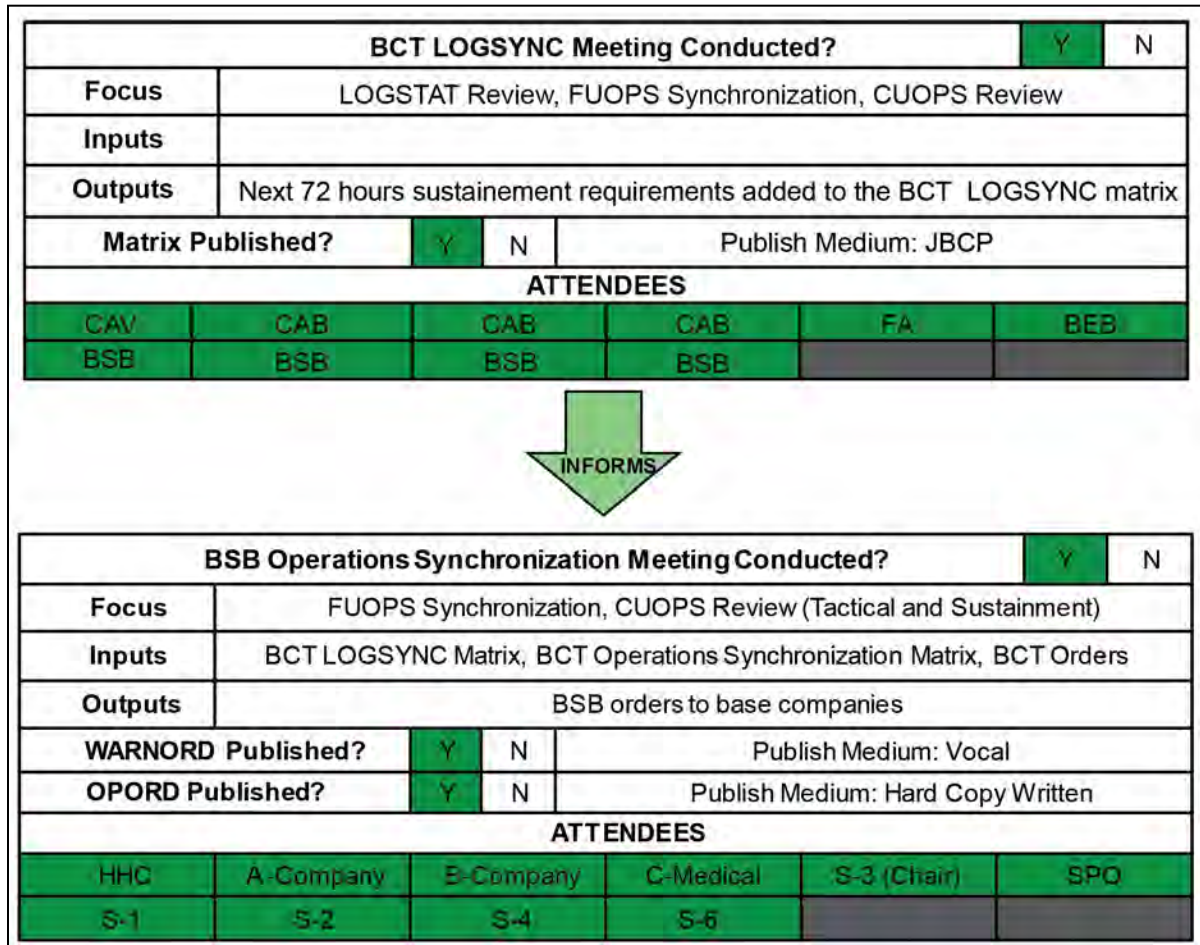 BCT LOGSYNC Meeting Conducted? Y N
Focus LOGSTAT Review, FUOPS Synchronization, CUOPS Review
Inputs
Outputs Next 72 hours sustainement requirements added to the BCT LOGSYNC matrix
Matrix Published? Y N Publish Medium: JBCP
ATTENDEES
CAV CAB CAB CAB FA BEB
BSB BSB BSB BSB
INFORMS
BSB Operations Synchronization Meeting Conducted? Y N
Focus FUOPS Synchronization, CUOPS Review (Tactical and Sustainment)
Inputs BCT LOGSYNC Matrix, BCT Operations Synchronization Matrix, BCT Orders
Outputs BSB orders to base companies
WARNORD Published? Y N Publish Medium: Vocal
OPORD Published? Y N Publish Medium: Hard Copy Written
ATTENDEES
HHC A-Company B-Company C-Medical S-3 (Chair) SPO
S-1 S-2 S-4 S-6